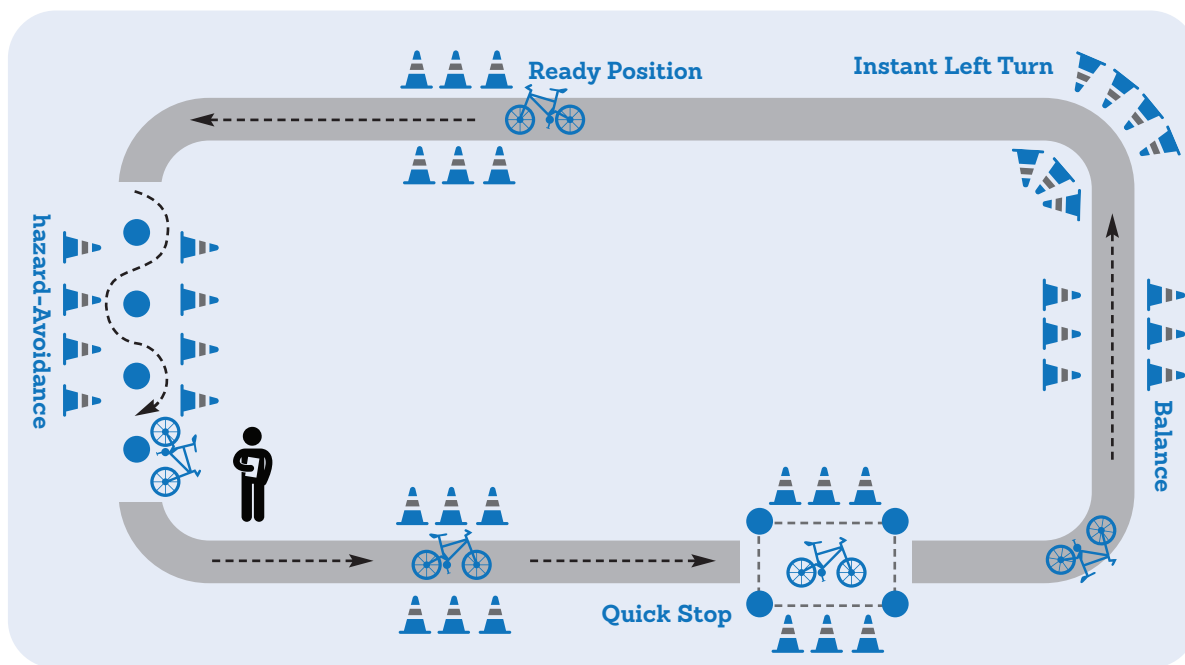 Ready Position
Instant Left Turn
hazard-Avoidance
Balance
Quick Stop